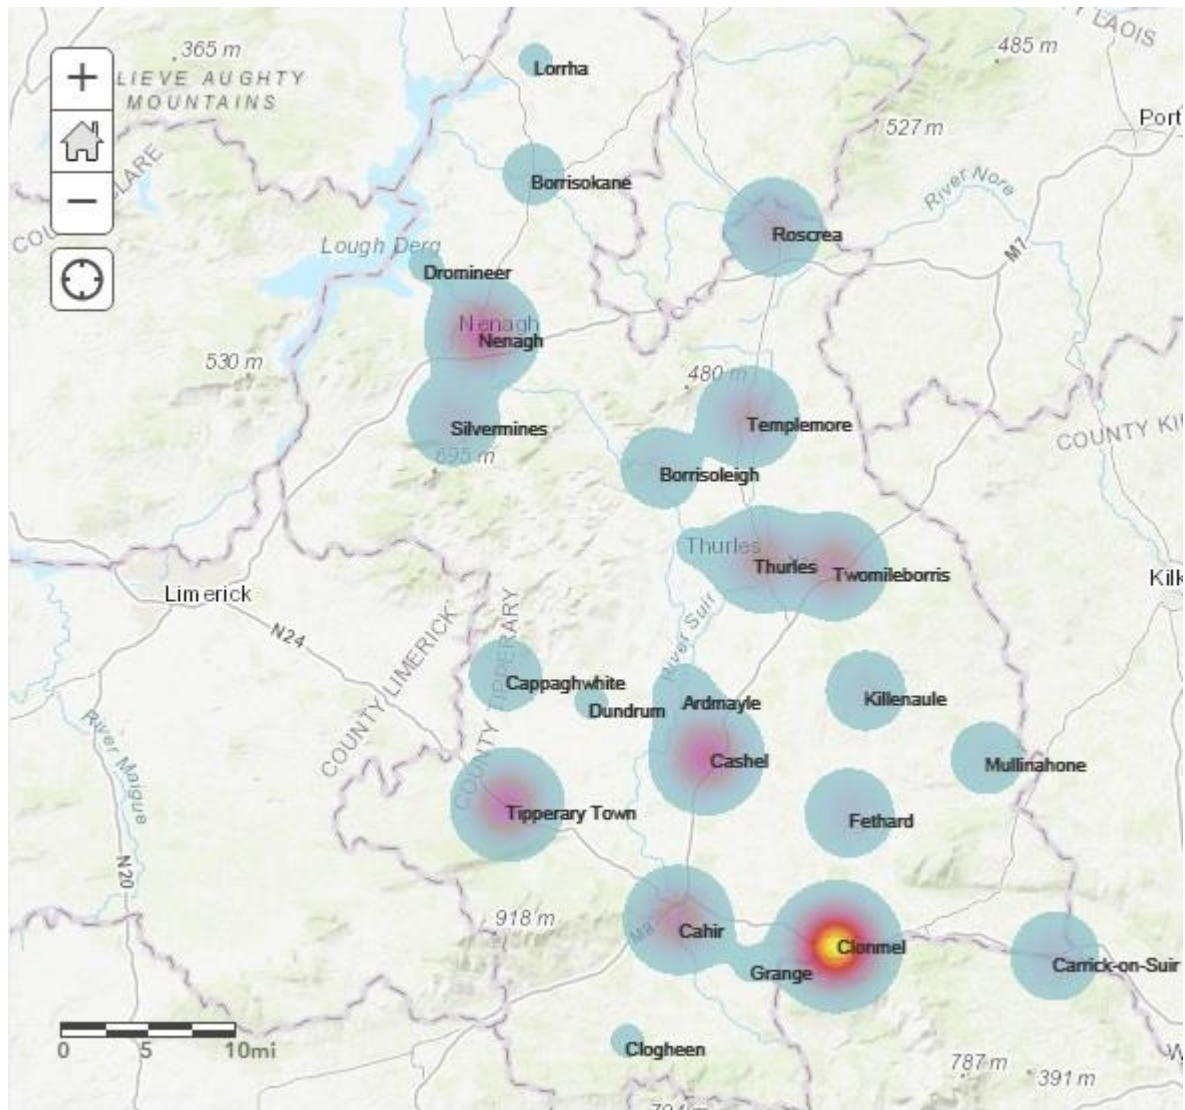 365 m
LIEVE AUGHTY
MOUNTAINS
Y LAOIS
485 m
Lorrha
527 m
Port
Borrisokane
River Nore
CO
CLARE
Roscrea
M7
Lough Derg
Dromineer
Nenagh
Nenagh
530 m
480 m
Silvermines
695 m
Templemore
COUNTY KI
Borrisoleigh
Thurles
Thurles
Twomileborris
Kilk
Limerick
N24
COUNTY LIMERICK
COUNTY TIPPERARY
River Suir
Cappaghwhite
Dundrum
Ardmayle
Killenaule
River Maigue
Cashel
Mullinahone
Tipperary Town
Fethard
N20
918 m
Ma
Cahir
Clonmel
Grange
Carrick-on-Suir
0 5 10mi
Clogheen
787 m
391 m
W